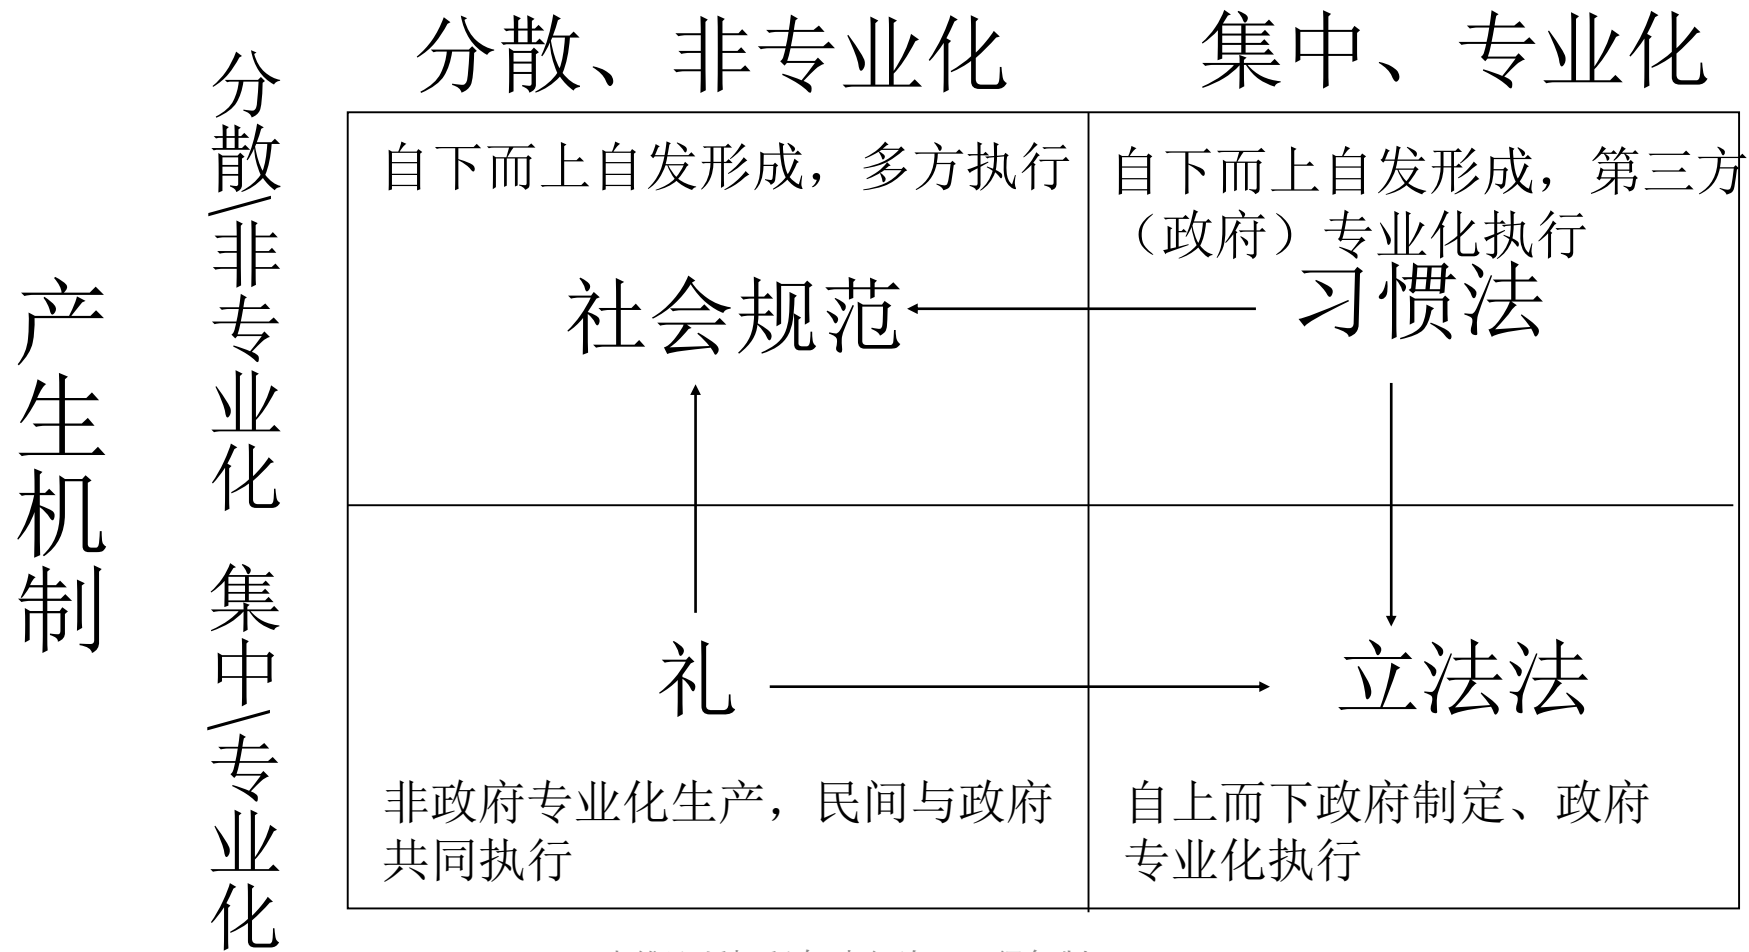 分散、非专业化
集中、专业化
产生机制
分散/非专业化
集中/专业化
自下而上自发形成，多方执行
社会规范
自下而上自发形成，第三方
（政府）专业化执行
习惯法
礼
非政府专业化生产，民间与政府
共同执行
立法法
自上而下政府制定、政府
专业化执行